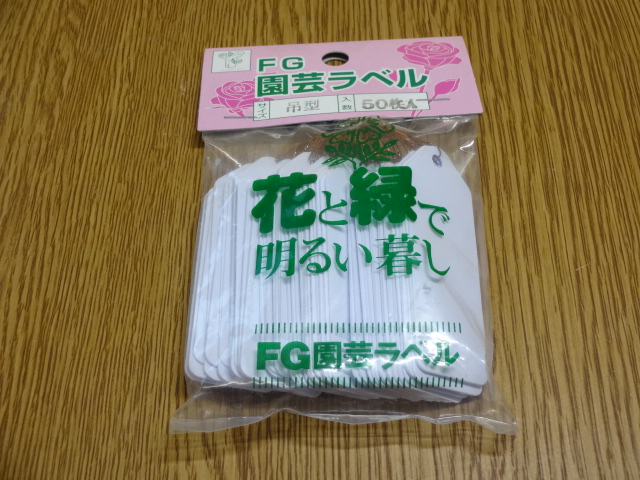 FG
園芸ラベル
サイズ 吊型 入数 50枚入
花と緑で
明るい暮し
FG園芸ラベル